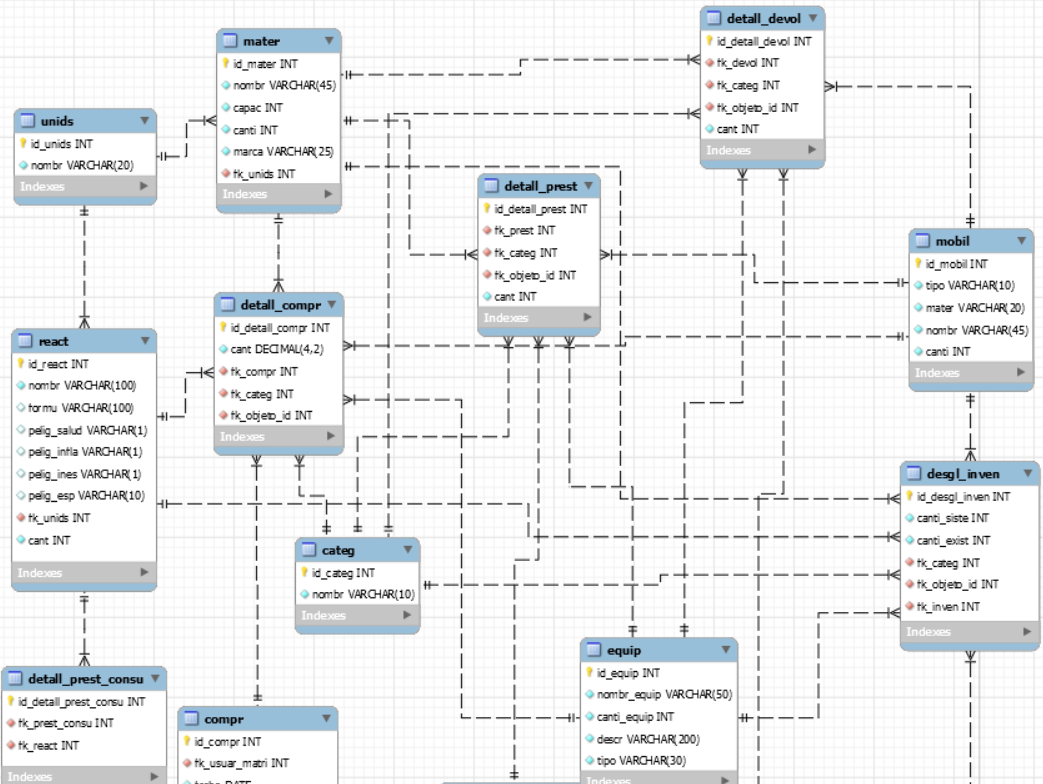 detall_devol
id_detall_devol INT
fk_devol INT
fk_categ INT
fk_objeto_id INT
cant INT
Indexes
mater
id_mater INT
nombr VARCHAR(45)
capac INT
canti INT
marca VARCHAR(25)
fk_unids INT
Indexes
unids
id_unids INT
nombr VARCHAR(20)
Indexes
detall_prest
id_detall_prest INT
fk_prest INT
fk_categ INT
fk_objeto_id INT
cant INT
Indexes
mobil
id_mobil INT
tipo VARCHAR(10)
mater VARCHAR(20)
nombr VARCHAR(45)
canti INT
Indexes
detall_compr
id_detall_compr INT
cant DECIMAL(4,2)
fk_compr INT
fk_categ INT
fk_objeto_id INT
Indexes
react
id_react INT
nombr VARCHAR(100)
formu VARCHAR(100)
pelig_salud VARCHAR(1)
pelig_infla VARCHAR(1)
pelig_ines VARCHAR(1)
pelig_esp VARCHAR(10)
fk_unids INT
cant INT
Indexes
desgl_inven
id_desgl_inven INT
canti_siste INT
canti_exist INT
fk_categ INT
fk_objeto_id INT
fk_inven INT
Indexes
categ
id_categ INT
nombr VARCHAR(10)
Indexes
equip
id_equip INT
nombr_equip VARCHAR(50)
canti_equip INT
descr VARCHAR(200)
tipo VARCHAR(30)
Indexes
detall_prest_consu
id_detall_prest_consu INT
fk_prest_consu INT
fk_react INT
Indexes
compr
id_compr INT
fk_usuar_matri INT